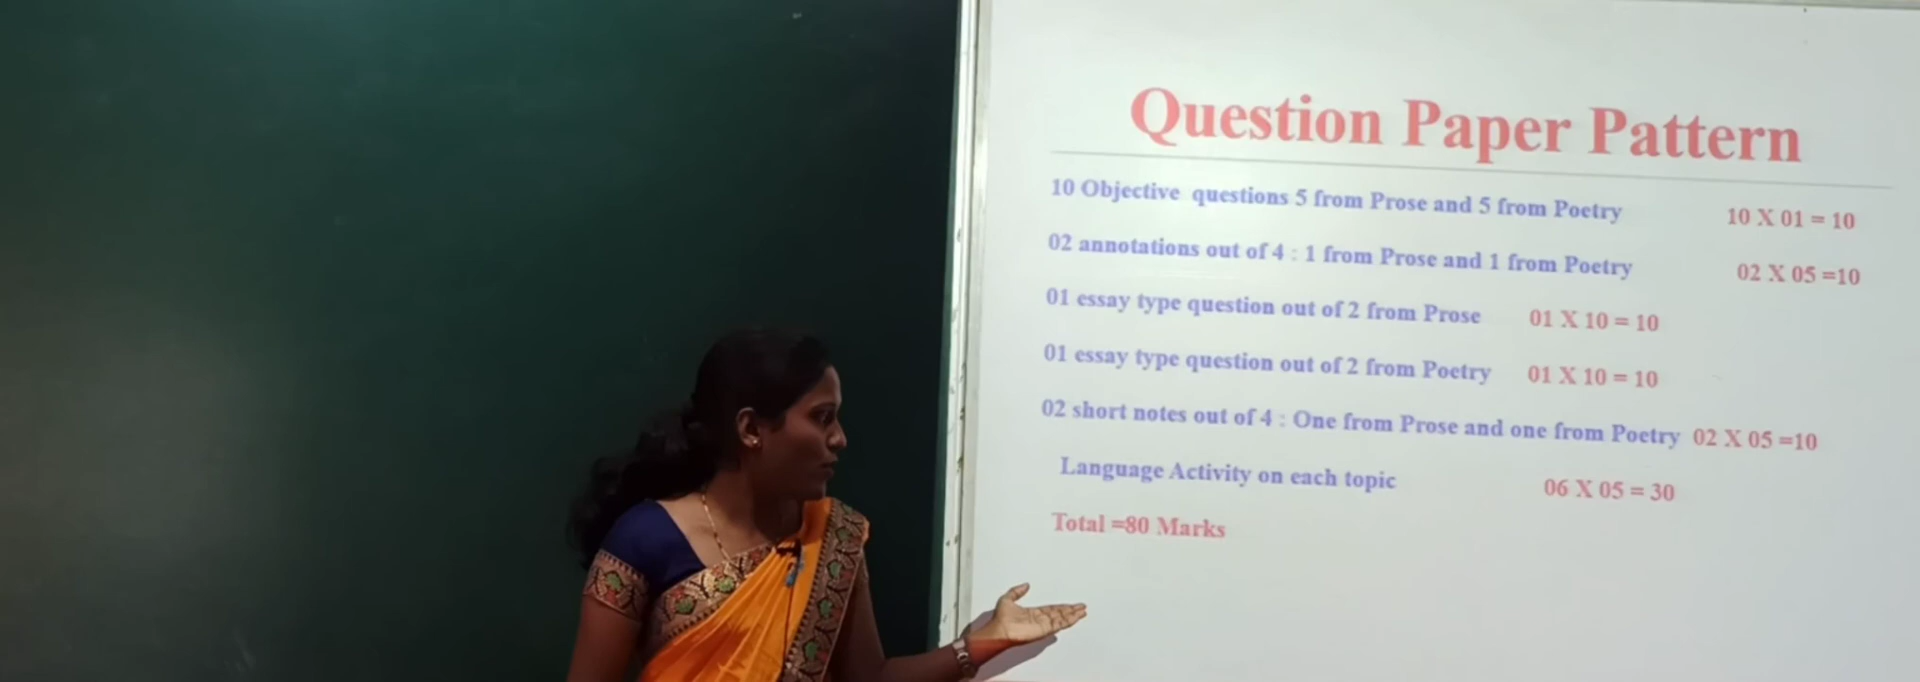 Question Paper Pattern
10 Objective questions 5 from Prose and 5 from Poetry 10 X 01 = 10
02 annotations out of 4 : 1 from Prose and 1 from Poetry 02 X 05 =10
01 essay type question out of 2 from Prose 01 X 10 = 10
01 essay type question out of 2 from Poetry 01 X 10 = 10
02 short notes out of 4 : One from Prose and one from Poetry 02 X 05 =10
Language Activity on each topic 06 X 05 = 30
Total =80 Marks